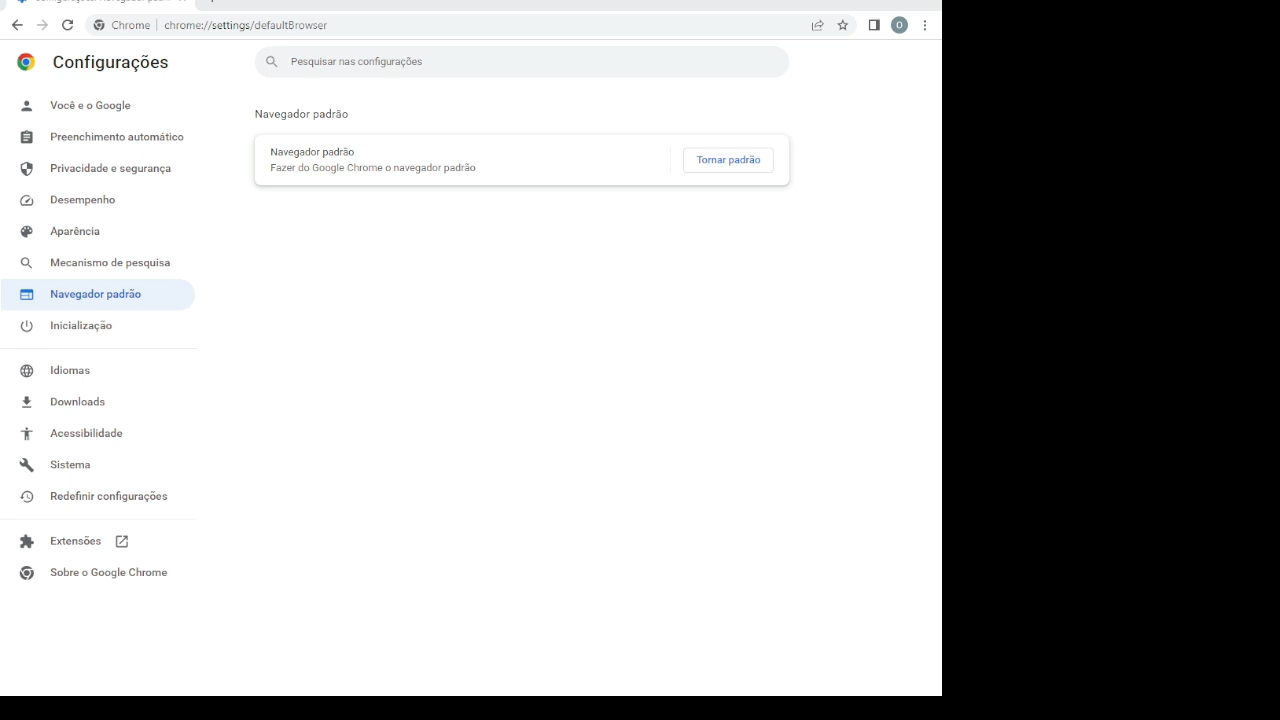 Chrome
chrome://settings/defaultBrowser
O
Configurações
Pesquisar nas configurações
Você e o Google
Preenchimento automático
Privacidade e segurança
Desempenho
Aparência
Mecanismo de pesquisa
Navegador padrão
Inicialização
Idiomas
Downloads
Acessibilidade
Sistema
Redefinir configurações
Extensões
Sobre o Google Chrome
Navegador padrão
Navegador padrão
Fazer do Google Chrome o navegador padrão
Tornar padrão